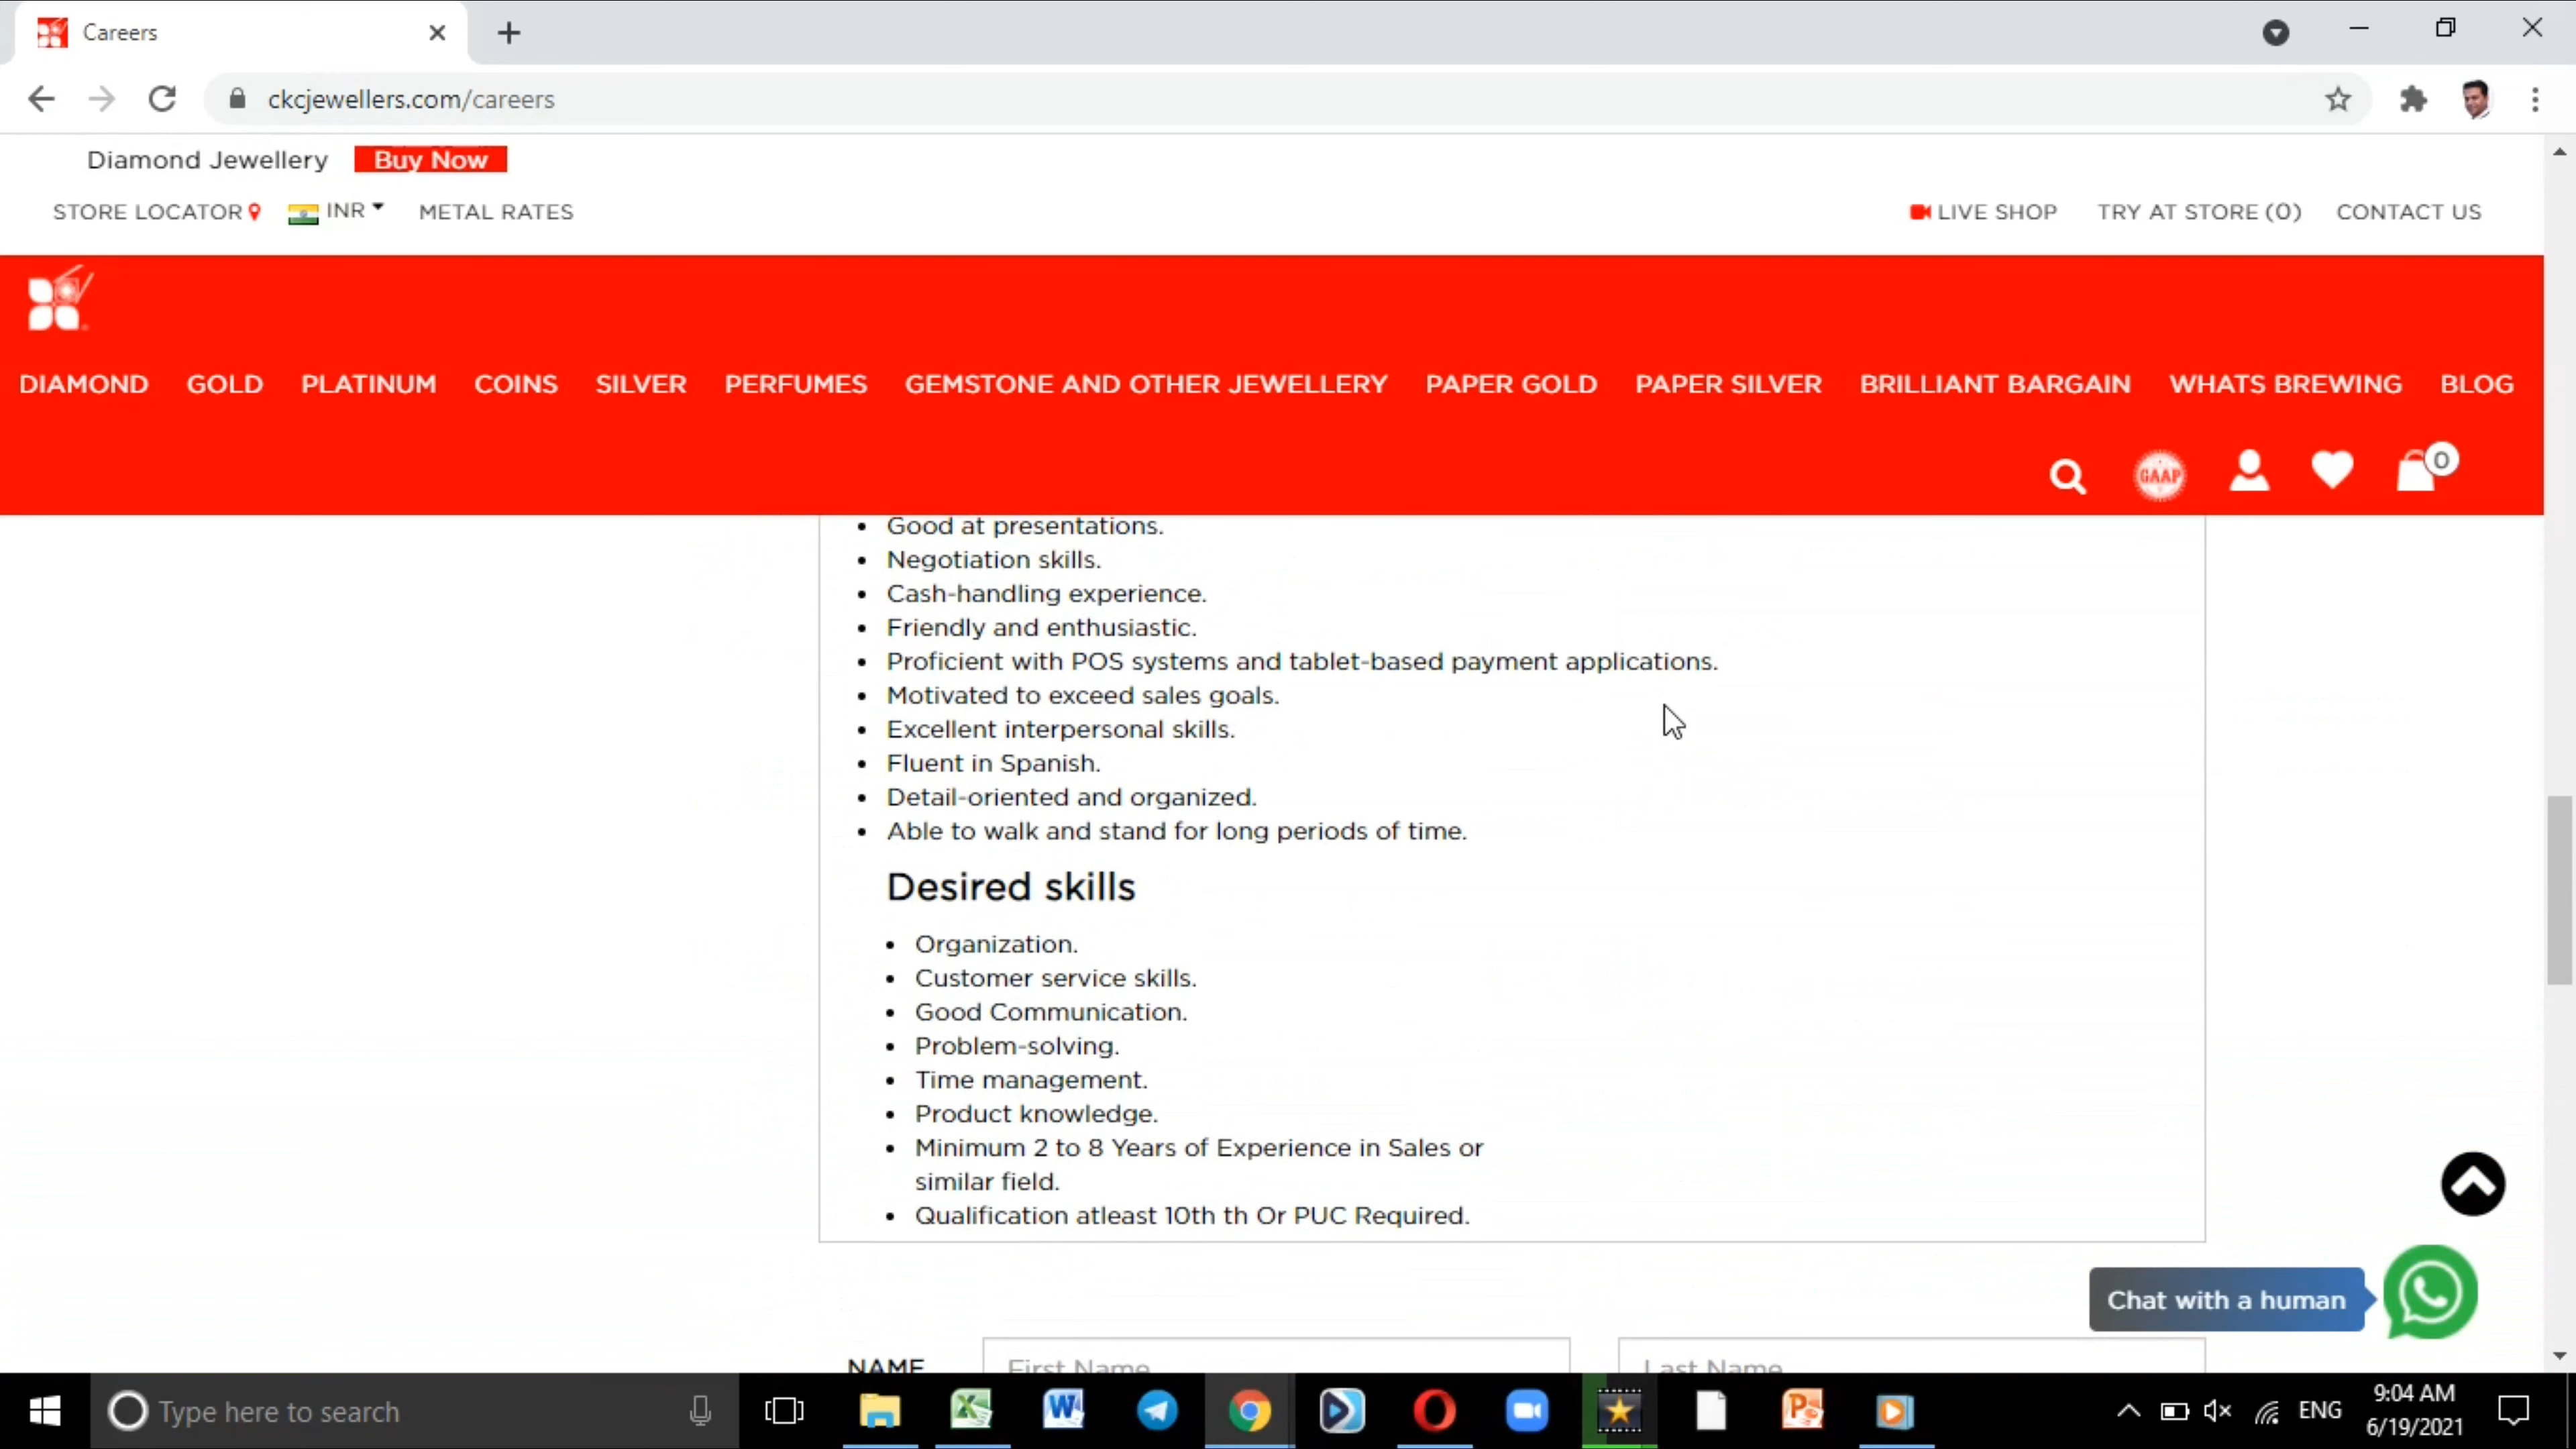 Careers
ckcjewellers.com/careers
Diamond Jewellery Buy Now
STORE LOCATOR INR METAL RATES LIVE SHOP TRY AT STORE (0) CONTACT US
DIAMOND GOLD PLATINUM COINS SILVER PERFUMES GEMSTONE AND OTHER JEWELLERY PAPER GOLD PAPER SILVER BRILLIANT BARGAIN WHATS BREWING BLOG
GAAP 0
Good at presentations.
Negotiation skills.
Cash-handling experience.
Friendly and enthusiastic.
Proficient with POS systems and tablet-based payment applications.
Motivated to exceed sales goals.
Excellent interpersonal skills.
Fluent in Spanish.
Detail-oriented and organized.
Able to walk and stand for long periods of time.
Desired skills
Organization.
Customer service skills.
Good Communication.
Problem-solving.
Time management.
Product knowledge.
Minimum 2 to 8 Years of Experience in Sales or
similar field.
Qualification atleast 10th th Or PUC Required.
Chat with a human
NAME First Name Last Name
Type here to search
ENG
9:04 AM
6/19/2021